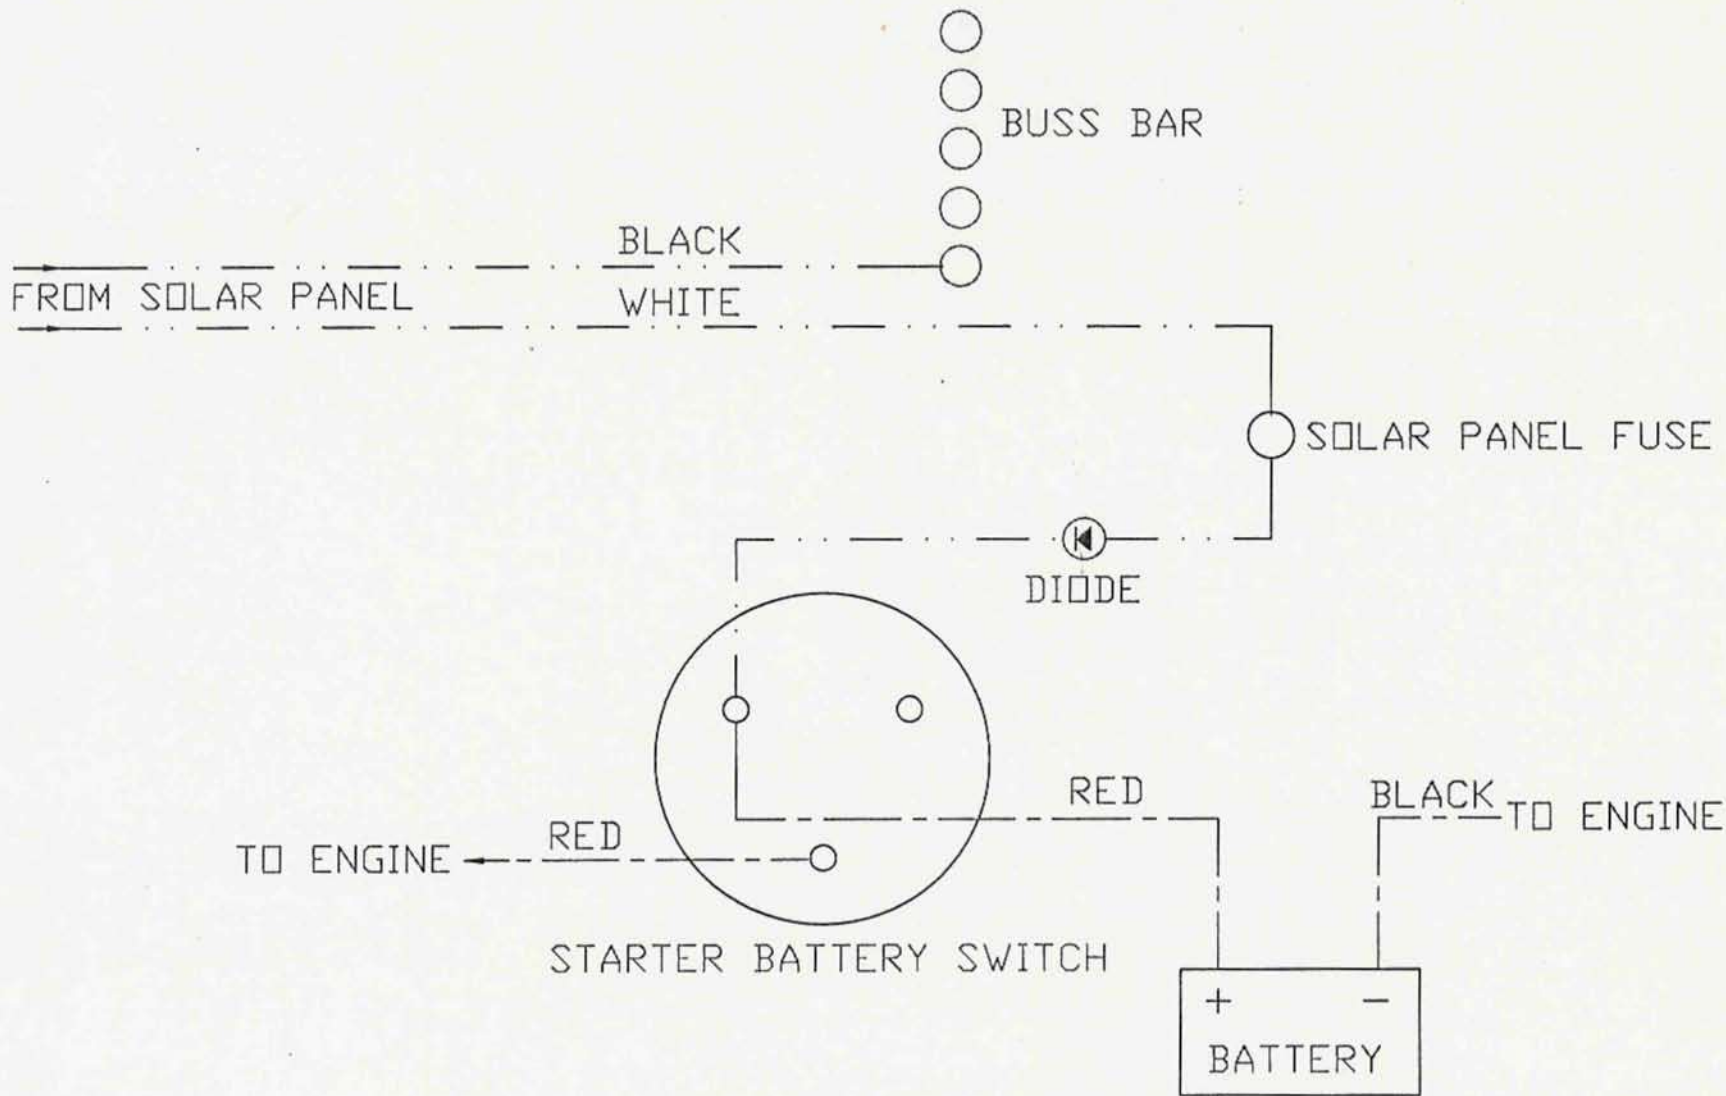 BUSS BAR
BLACK
FROM SOLAR PANEL
WHITE
SOLAR PANEL FUSE
DIODE
RED
BLACK
TO ENGINE
RED
TO ENGINE
STARTER BATTERY SWITCH
+ −
BATTERY